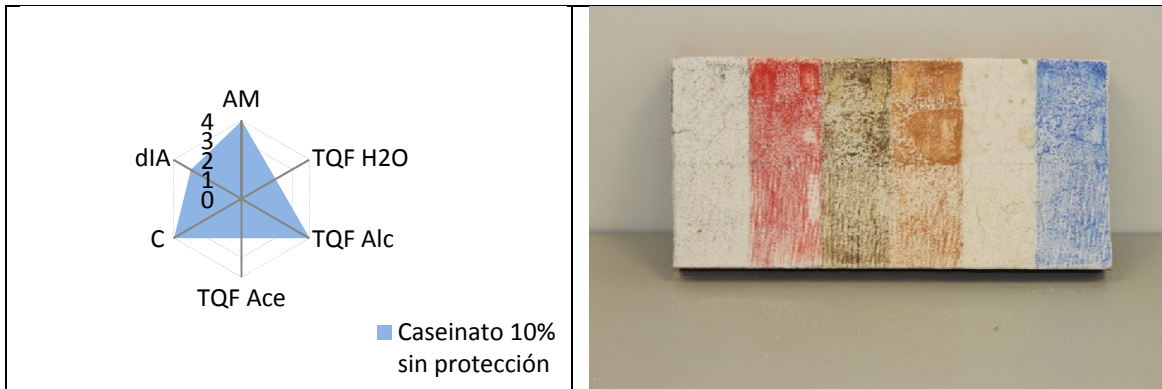 AM
4
3
2
1
0
dIA
TQF H2O
C
TQF Alc
TQF Ace
Caseinato 10%
sin protección